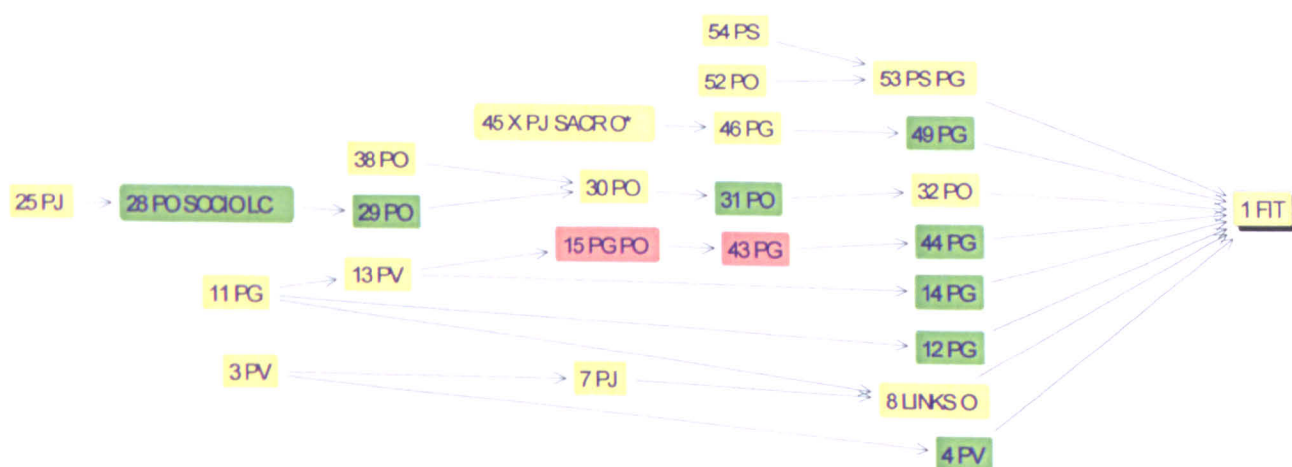 54 PS
52 PO
53 PS PG
45 X PJ SACRO*
46 PG
49 PG
38 PO
30 PO
31 PO
32 PO
25 PJ
28 PO SOCIOLC
29 PO
1 FIT
15 PG PO
43 PG
44 PG
11 PG
13 PV
14 PG
12 PG
3 PV
7 PJ
8 LINKS O
4 PV